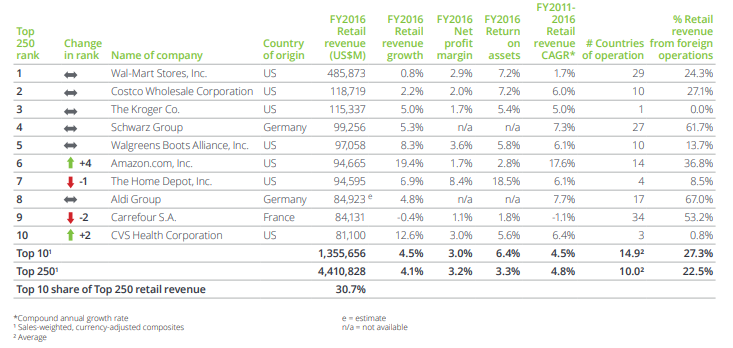 Top 250 rank Change in rank Name of company Country of origin FY2016 Retail revenue (US$M) FY2016 Retail revenue growth FY2016 Net profit margin FY2016 Return on assets FY2011-2016 Retail revenue CAGR* # Countries of operation % Retail revenue from foreign operations
1 Wal-Mart Stores, Inc. US 485,873 0.8% 2.9% 7.2% 1.7% 29 24.3%
2 Costco Wholesale Corporation US 118,719 2.2% 2.0% 7.2% 6.0% 10 27.1%
3 The Kroger Co. US 115,337 5.0% 1.7% 5.4% 5.0% 1 0.0%
4 Schwarz Group Germany 99,256 5.3% n/a n/a 7.3% 27 61.7%
5 Walgreens Boots Alliance, Inc. US 97,058 8.3% 3.6% 5.8% 6.1% 10 13.7%
6 +4 Amazon.com, Inc. US 94,665 19.4% 1.7% 2.8% 17.6% 14 36.8%
7 -1 The Home Depot, Inc. US 94,595 6.9% 8.4% 18.5% 6.1% 4 8.5%
8 Aldi Group Germany 84,923 e 4.8% n/a n/a 7.7% 17 67.0%
9 -2 Carrefour S.A. France 84,131 -0.4% 1.1% 1.8% -1.1% 34 53.2%
10 +2 CVS Health Corporation US 81,100 12.6% 3.0% 5.6% 6.4% 3 0.8%
Top 10¹ 1,355,656 4.5% 3.0% 6.4% 4.5% 14.9² 27.3%
Top 250¹ 4,410,828 4.1% 3.2% 3.3% 4.8% 10.0² 22.5%
Top 10 share of Top 250 retail revenue 30.7%
*Compound annual growth rate e = estimate
¹ Sales-weighted, currency-adjusted composites n/a = not available
² Average